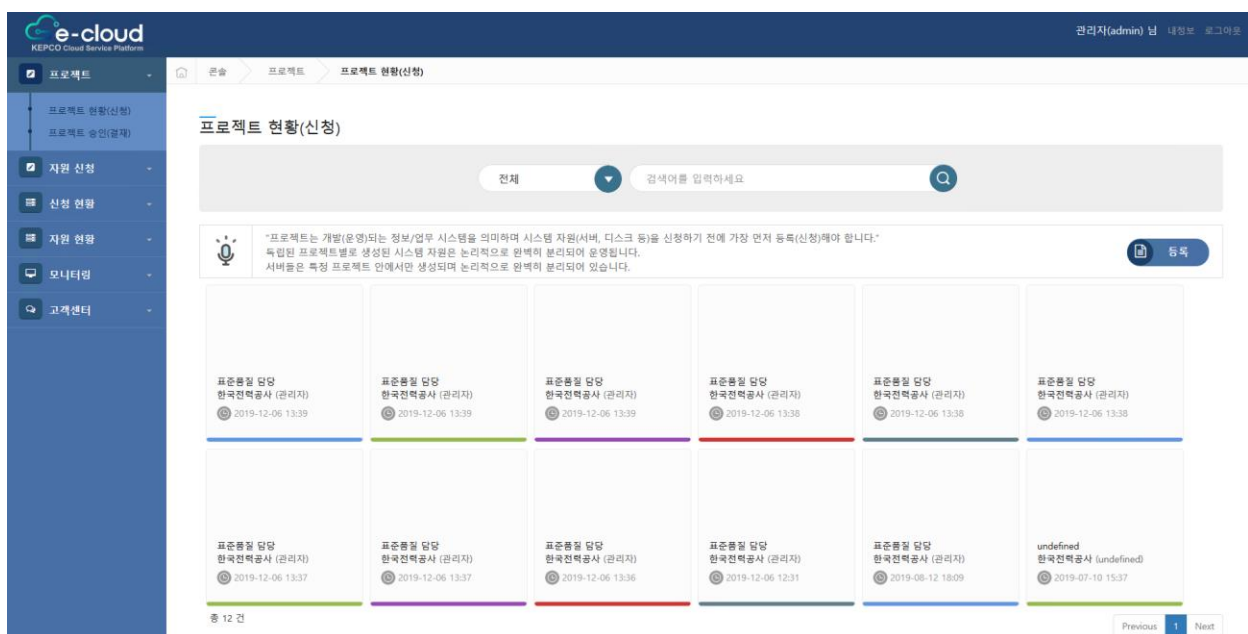 e-cloud
KEPCO Cloud Service Platform
관리자(admin) 님 내정보 로그아웃
프로젝트
프로젝트 현황(신청)
프로젝트 승인(결재)
자원 신청
신청 현황
자원 현황
모니터링
고객센터
콘솔 프로젝트 프로젝트 현황(신청)
프로젝트 현황(신청)
전체 검색어를 입력하세요
"프로젝트는 개발(운영)되는 정보/업무 시스템을 의미하며 시스템 자원(서버, 디스크 등)을 신청하기 전에 가장 먼저 등록(신청)해야 합니다."
독립된 프로젝트별로 생성된 시스템 자원은 논리적으로 완벽히 분리되어 운영됩니다.
서버들은 특정 프로젝트 안에서만 생성되며 논리적으로 완벽히 분리되어 있습니다.
등록
표준품질 담당 표준품질 담당 표준품질 담당 표준품질 담당 표준품질 담당 표준품질 담당
한국전력공사 (관리자) 한국전력공사 (관리자) 한국전력공사 (관리자) 한국전력공사 (관리자) 한국전력공사 (관리자) 한국전력공사 (관리자)
2019-12-06 13:39 2019-12-06 13:39 2019-12-06 13:39 2019-12-06 13:38 2019-12-06 13:38 2019-12-06 13:38
표준품질 담당 표준품질 담당 표준품질 담당 표준품질 담당 표준품질 담당 undefined
한국전력공사 (관리자) 한국전력공사 (관리자) 한국전력공사 (관리자) 한국전력공사 (관리자) 한국전력공사 (관리자) 한국전력공사 (undefined)
2019-12-06 13:37 2019-12-06 13:37 2019-12-06 13:36 2019-12-06 12:31 2019-08-12 18:09 2019-07-10 15:37
총 12 건
Previous 1 Next